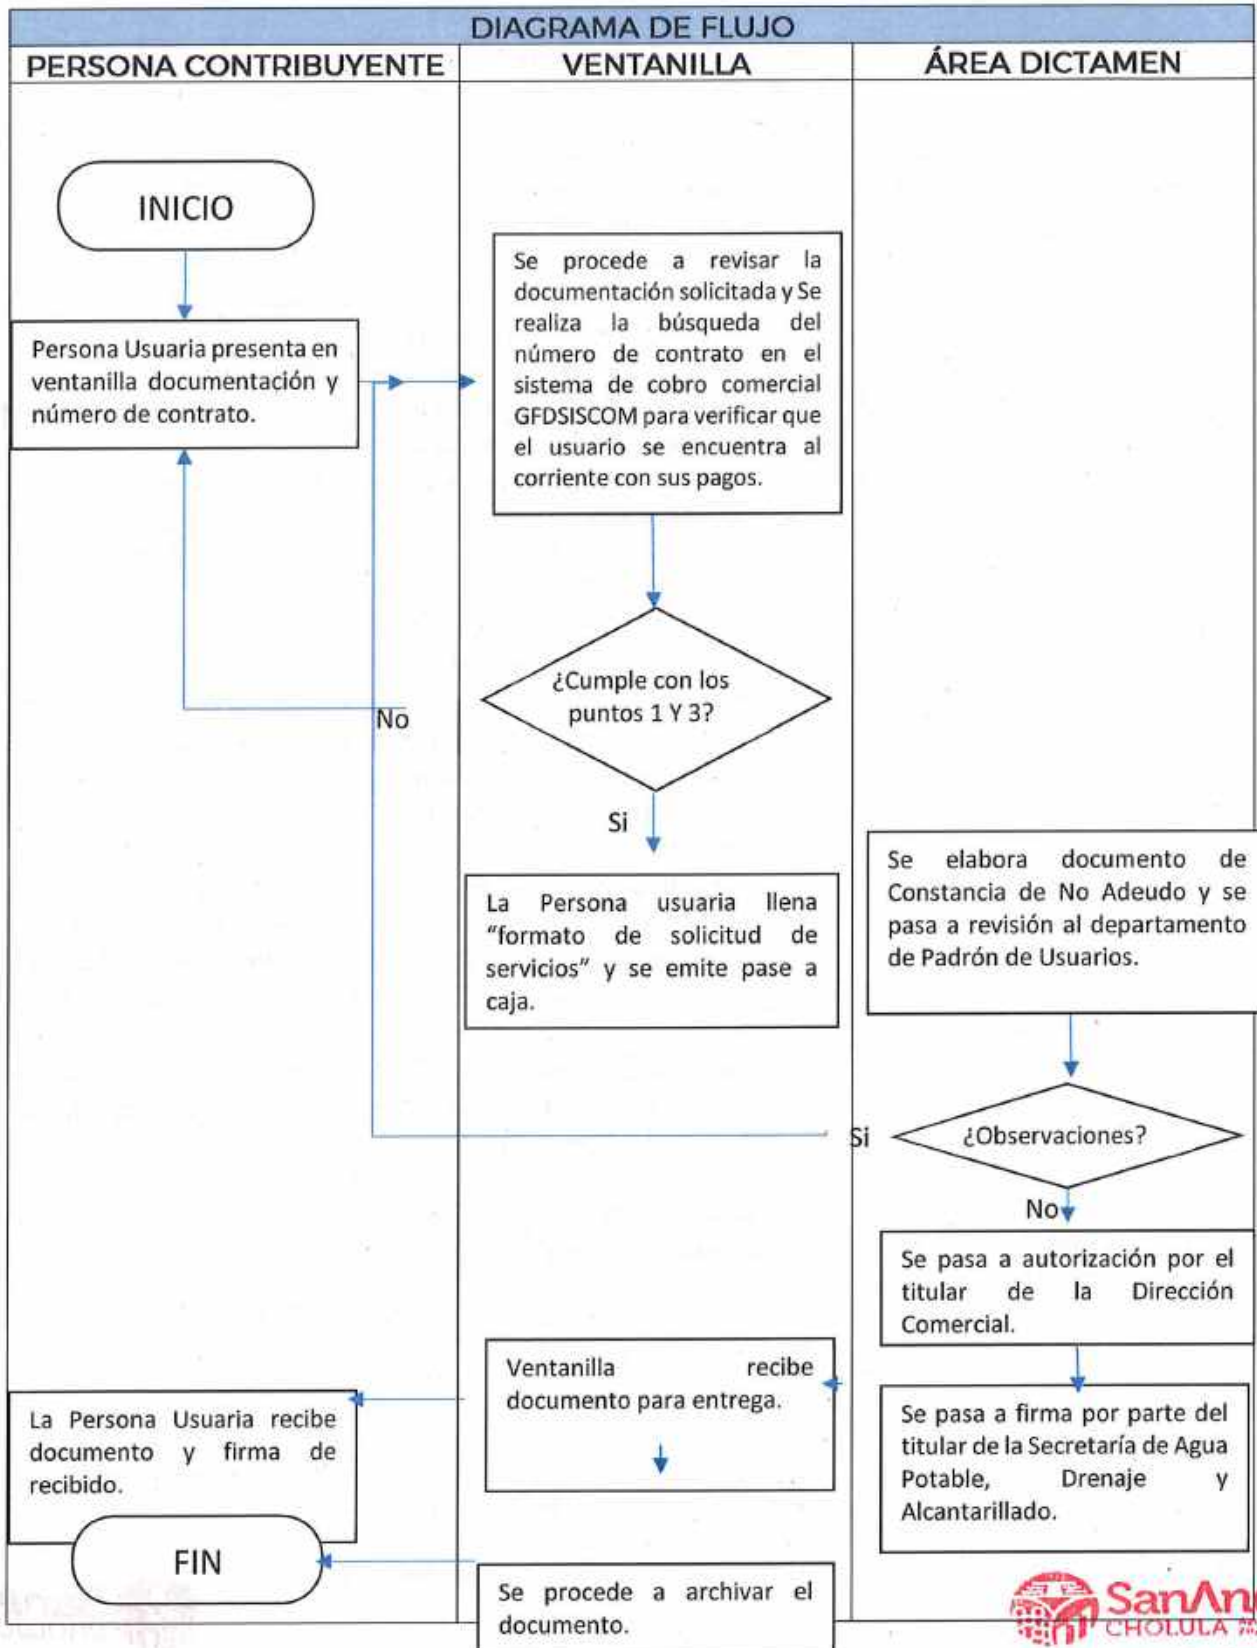 DIAGRAMA DE FLUJO
PERSONA CONTRIBUYENTE
VENTANILLA
ÁREA DICTAMEN
INICIO
Persona Usuaria presenta en
ventanilla documentación y
número de contrato.
Se procede a revisar la
documentación solicitada y Se
realiza la búsqueda del
número de contrato en el
sistema de cobro comercial
GFDSISCOM para verificar que
el usuario se encuentra al
corriente con sus pagos.
¿Cumple con los
puntos 1 Y 3?
No
Si
La Persona usuaria llena
"formato de solicitud de
servicios" y se emite pase a
caja.
Se elabora documento de
Constancia de No Adeudo y se
pasa a revisión al departamento
de Padrón de Usuarios.
¿Observaciones?
Si
No
Se pasa a autorización por el
titular de la Dirección
Comercial.
Se pasa a firma por parte del
titular de la Secretaría de Agua
Potable, Drenaje y
Alcantarillado.
Ventanilla recibe
documento para entrega.
La Persona Usuaria recibe
documento y firma de
recibido.
FIN
Se procede a archivar el
documento.
SanAn
CHOLULA